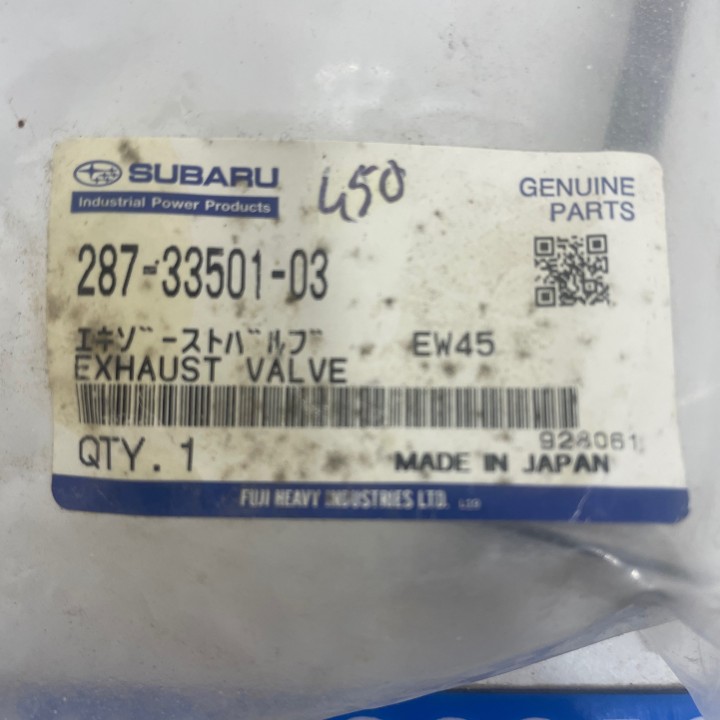 SUBARU
Industrial Power Products
450
GENUINE
PARTS
287-33501-03
エキゾーストバルブ EW45
EXHAUST VALVE
928061
QTY. 1
MADE IN JAPAN
FUJI HEAVY INDUSTRIES LTD.